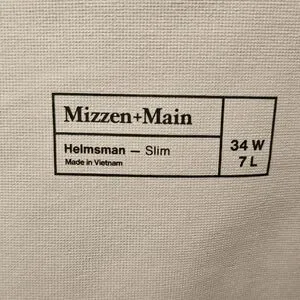 Mizzen+Main
Helmsman — Slim
Made in Vietnam
34 W
7 L